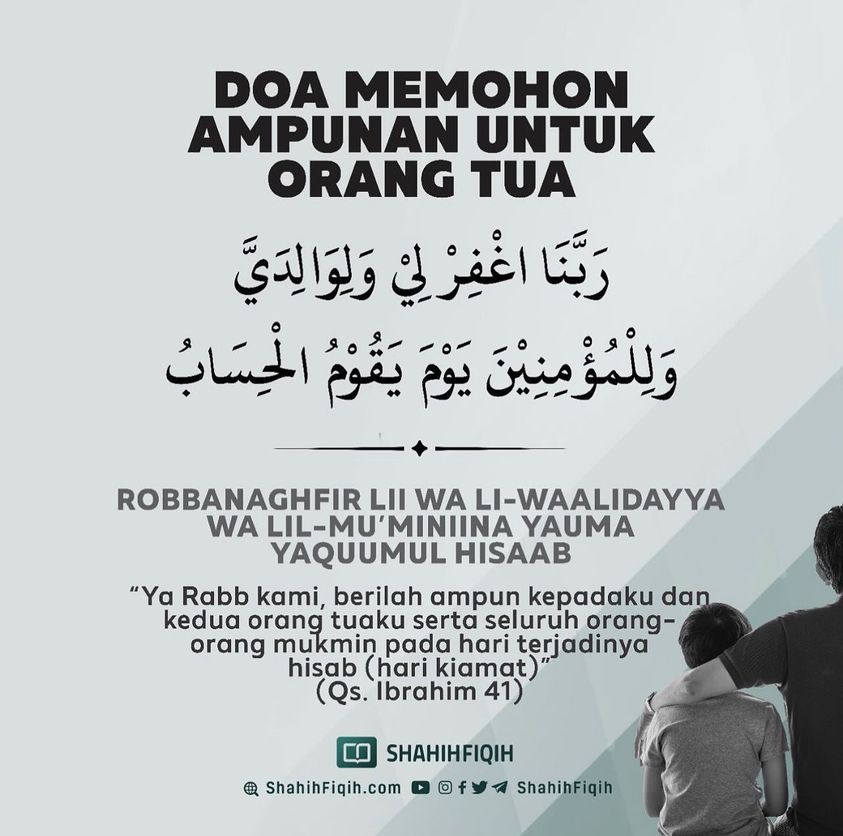 DOA MEMOHON
AMPUNAN UNTUK
ORANG TUA
رَبَّنَا اغْفِرْ لِيْ وَلِوَالِدَيَّ
وَلِلْمُؤْمِنِيْنَ يَوْمَ يَقُوْمُ الْحِسَابُ
ROBBANAGHFIR LII WA LI-WAALIDAYYA
WA LIL-MU’MINIINA YAUMA
YAQUUMUL HISAAB
“Ya Rabb kami, berilah ampun kepadaku dan
kedua orang tuaku serta seluruh orang-
orang mukmin pada hari terjadinya
hisab (hari kiamat)”
(Qs. Ibrahim 41)
SHAHIHFIQIH
ShahihFiqih.com ShahihFiqih